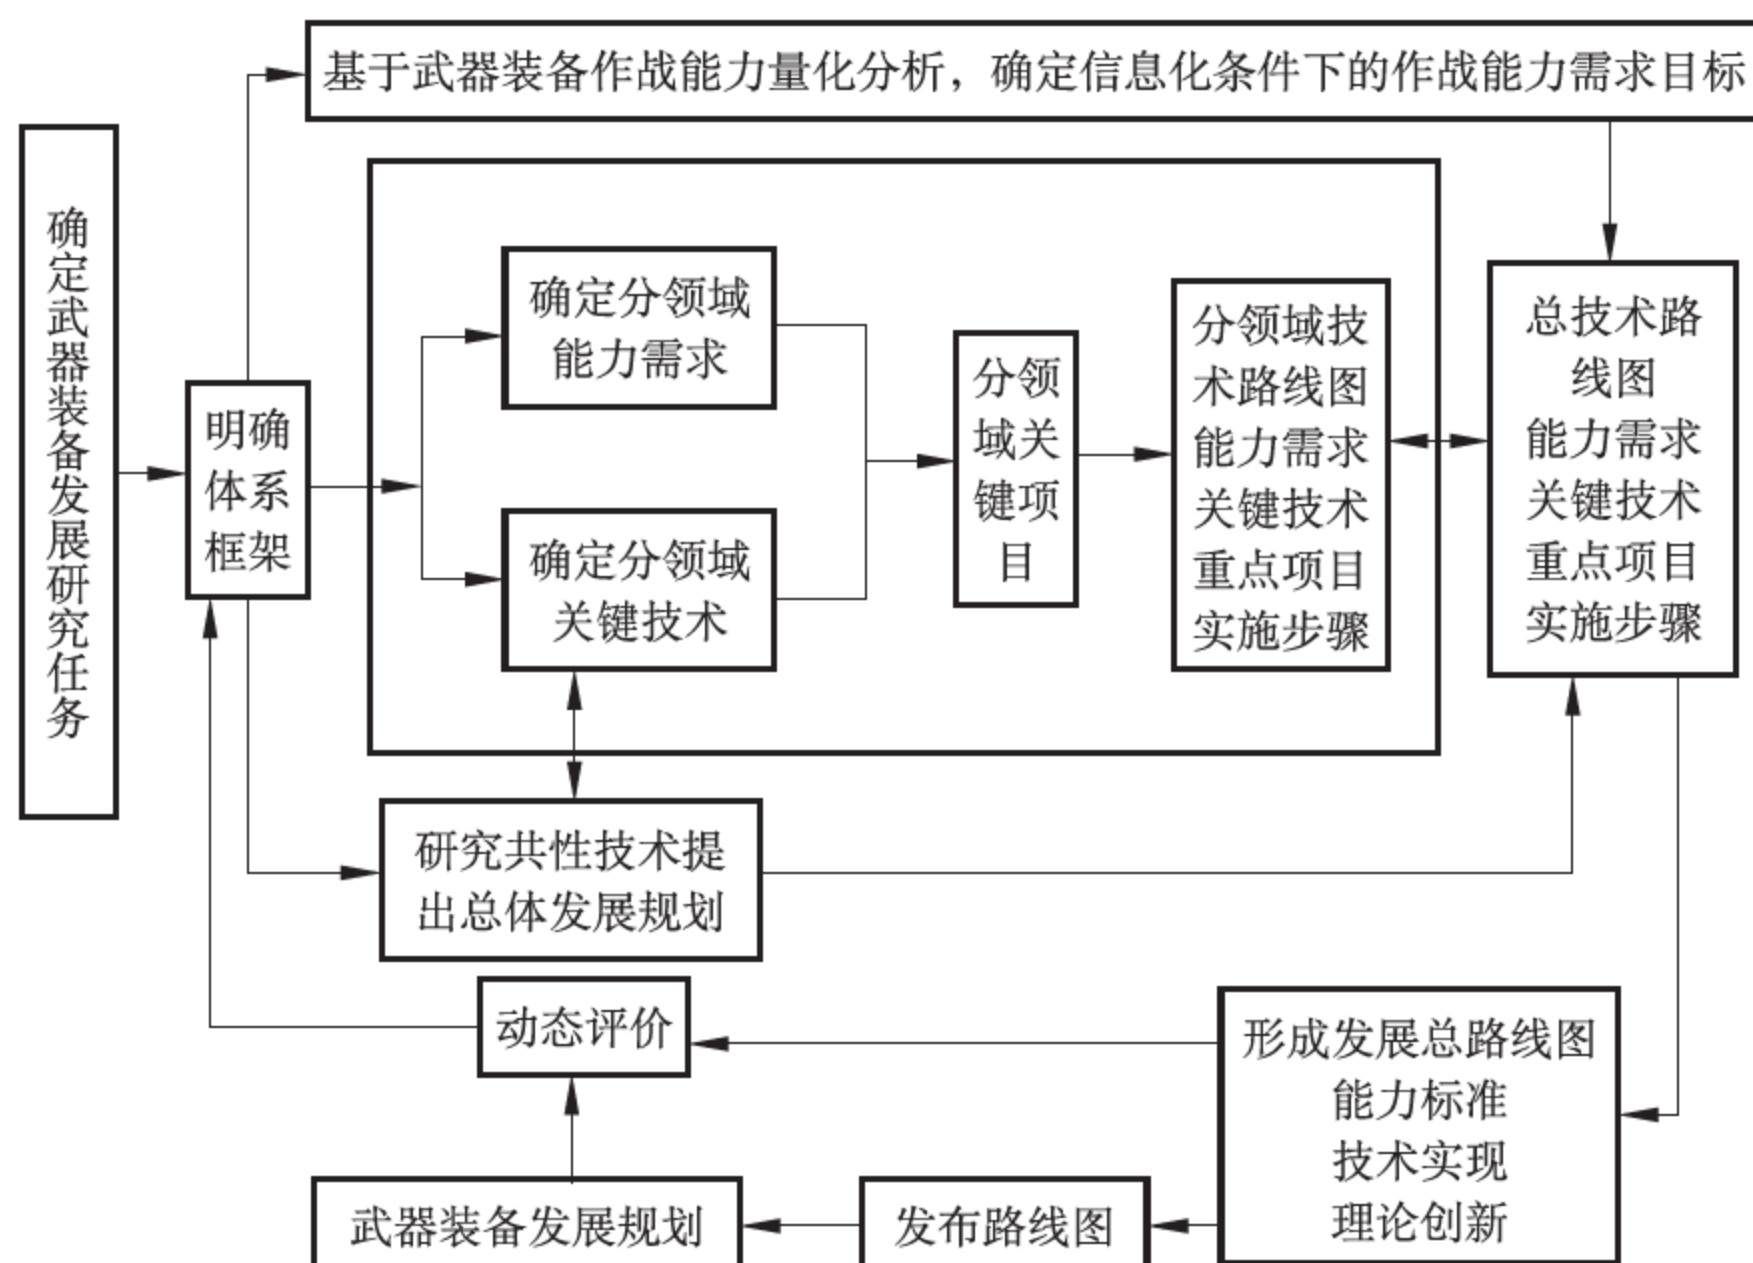 基于武器装备作战能力量化分析，确定信息化条件下的作战能力需求目标
确定武器装备发展研究任务
明确
体系
框架
确定分领域
能力需求
确定分领域
关键技术
分领
域关
键项
目
分领域技
术路线图
能力需求
关键技术
重点项目
实施步骤
总技术路
线图
能力需求
关键技术
重点项目
实施步骤
研究共性技术提
出总体发展规划
动态评价
形成发展总路线图
能力标准
技术实现
理论创新
武器装备发展规划
发布路线图